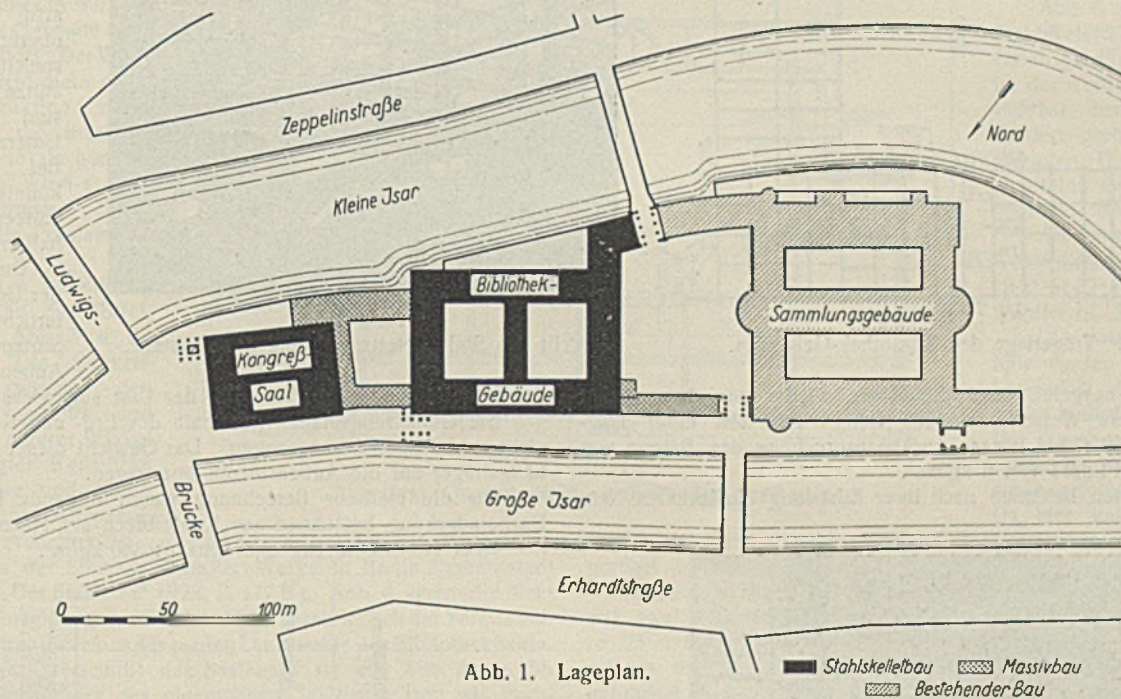 Zeppelinstraße
Nord
Kleine Isar
Ludwigs-
Bibliothek-
Sammlungsgebäude
Kongreß-
Saal
Gebäude
Große Isar
Brücke
Erhardtstraße
0 50 100m
Abb. 1. Lageplan.
Stahlskelettbau
Massivbau
Bestehender Bau